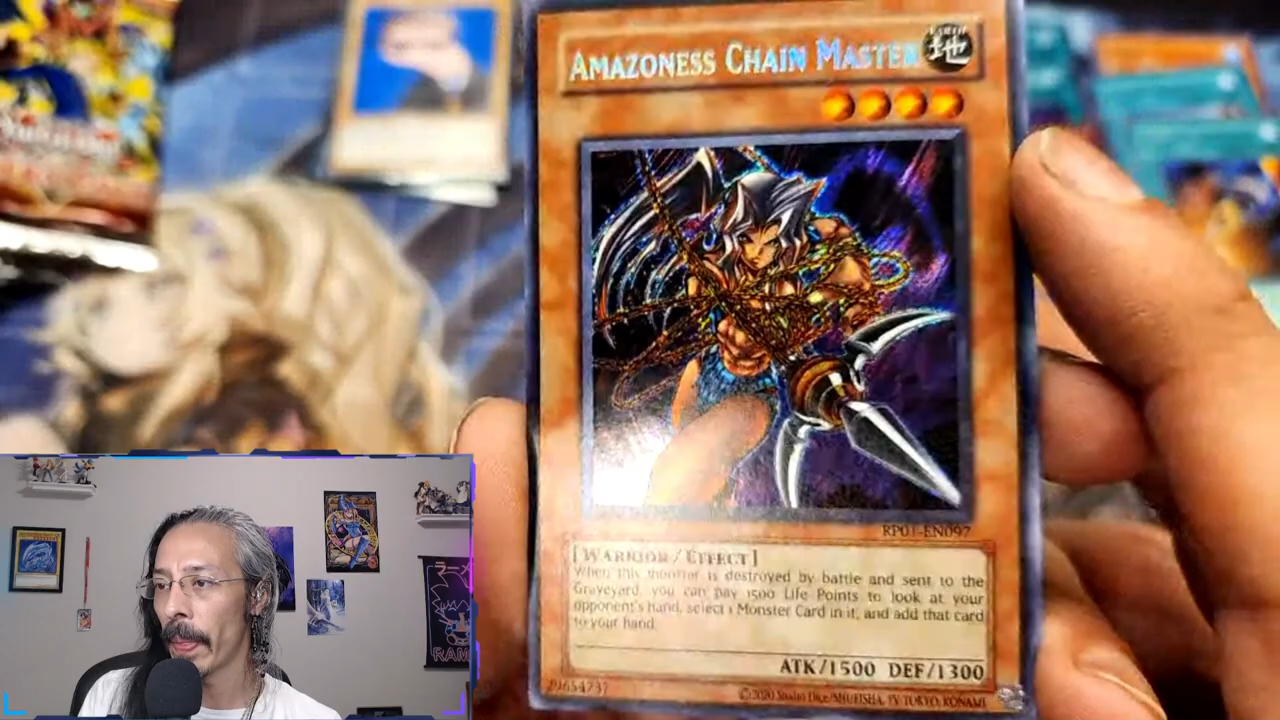 AMAZONESS CHAIN MASTER
地
RP01-EN097
[WARRIOR/EFFECT]
When this monster is destroyed by battle and sent to the
Graveyard, you can pay 1500 Life Points to look at your
opponent's hand, select 1 Monster Card in it, and add that card
to your hand.
ATK/1500 DEF/1300
©2020 Studio Dice/SHUEISHA, TV TOKYO, KONAMI
RAM